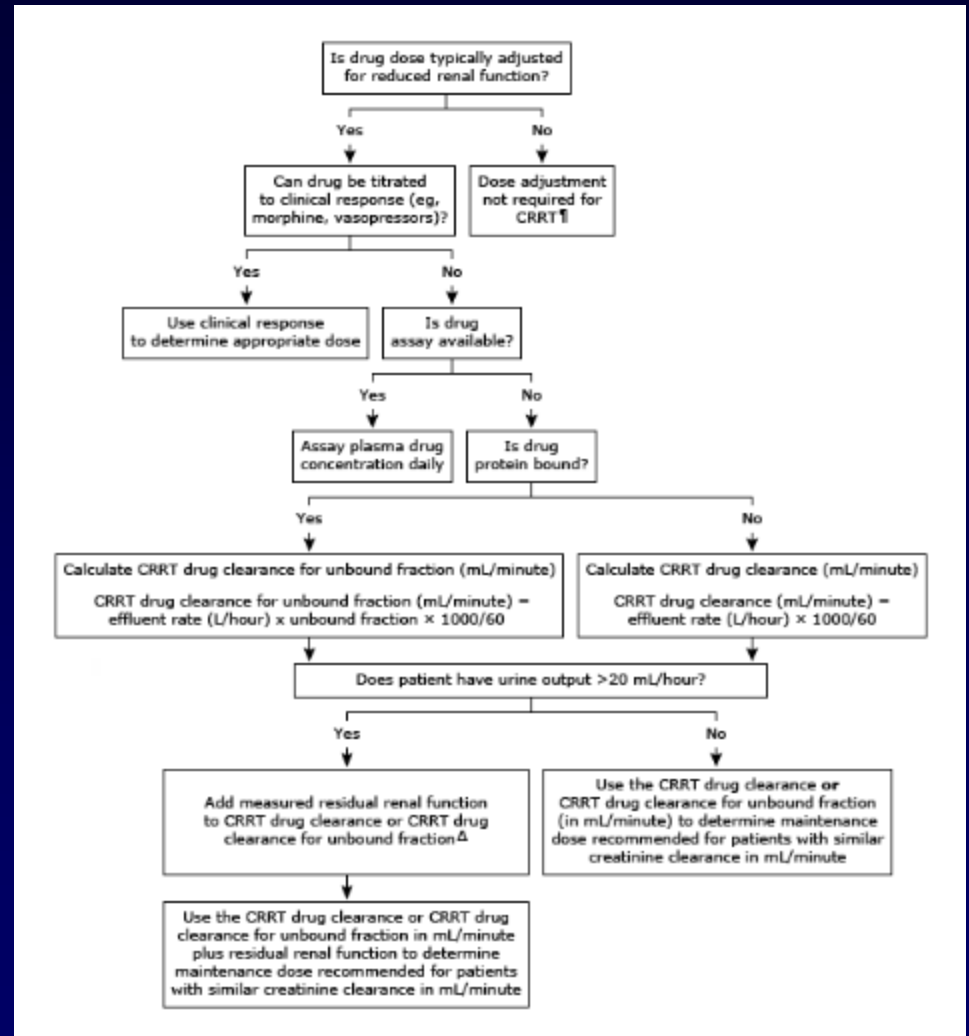 Is drug dose typically adjusted
for reduced renal function?
Yes
No
Can drug be titrated
to clinical response (eg,
morphine, vasopressors)?
Dose adjustment
not required for
CRRT¶
Yes
No
Use clinical response
to determine appropriate dose
Is drug
assay available?
Yes
No
Assay plasma drug
concentration daily
Is drug
protein bound?
Yes
No
Calculate CRRT drug clearance for unbound fraction (mL/minute)
CRRT drug clearance for unbound fraction (mL/minute) =
effluent rate (L/hour) x unbound fraction × 1000/60
Calculate CRRT drug clearance (mL/minute)
CRRT drug clearance (mL/minute) =
effluent rate (L/hour) × 1000/60
Does patient have urine output >20 mL/hour?
Yes
No
Add measured residual renal function
to CRRT drug clearance or CRRT drug
clearance for unbound fractionΔ
Use the CRRT drug clearance or
CRRT drug clearance for unbound fraction
(in mL/minute) to determine maintenance
dose recommended for patients with similar
creatinine clearance in mL/minute
Use the CRRT drug clearance or CRRT drug
clearance for unbound fraction in mL/minute
plus residual renal function to determine
maintenance dose recommended for patients
with similar creatinine clearance in mL/minute